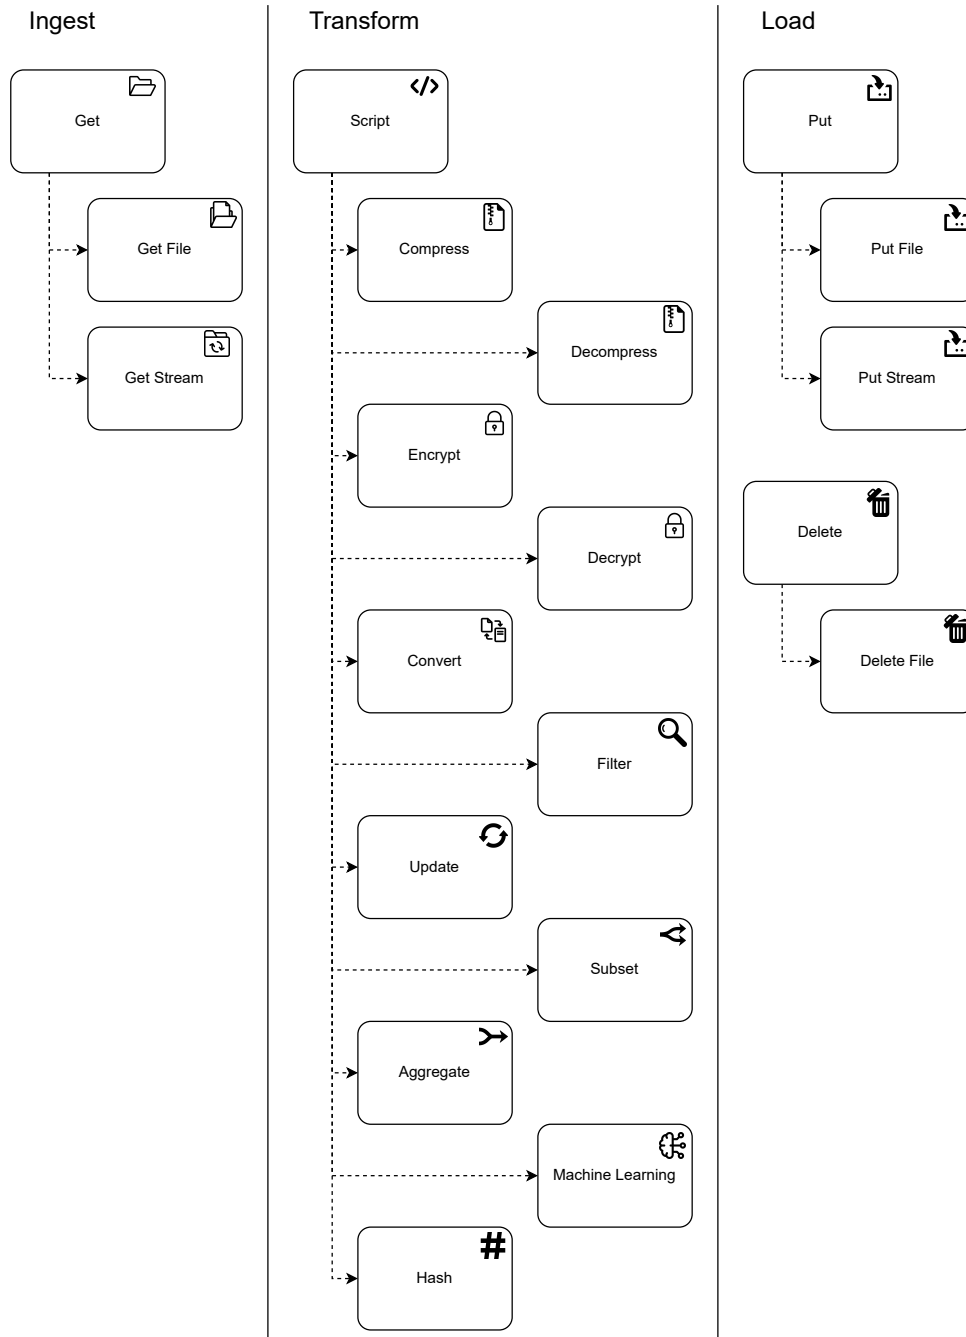 Ingest
Transform
Load
Get
Get File
Get Stream
Script
Compress
Decompress
Encrypt
Decrypt
Convert
Filter
Update
Subset
Aggregate
Machine Learning
Hash
Put
Put File
Put Stream
Delete
Delete File